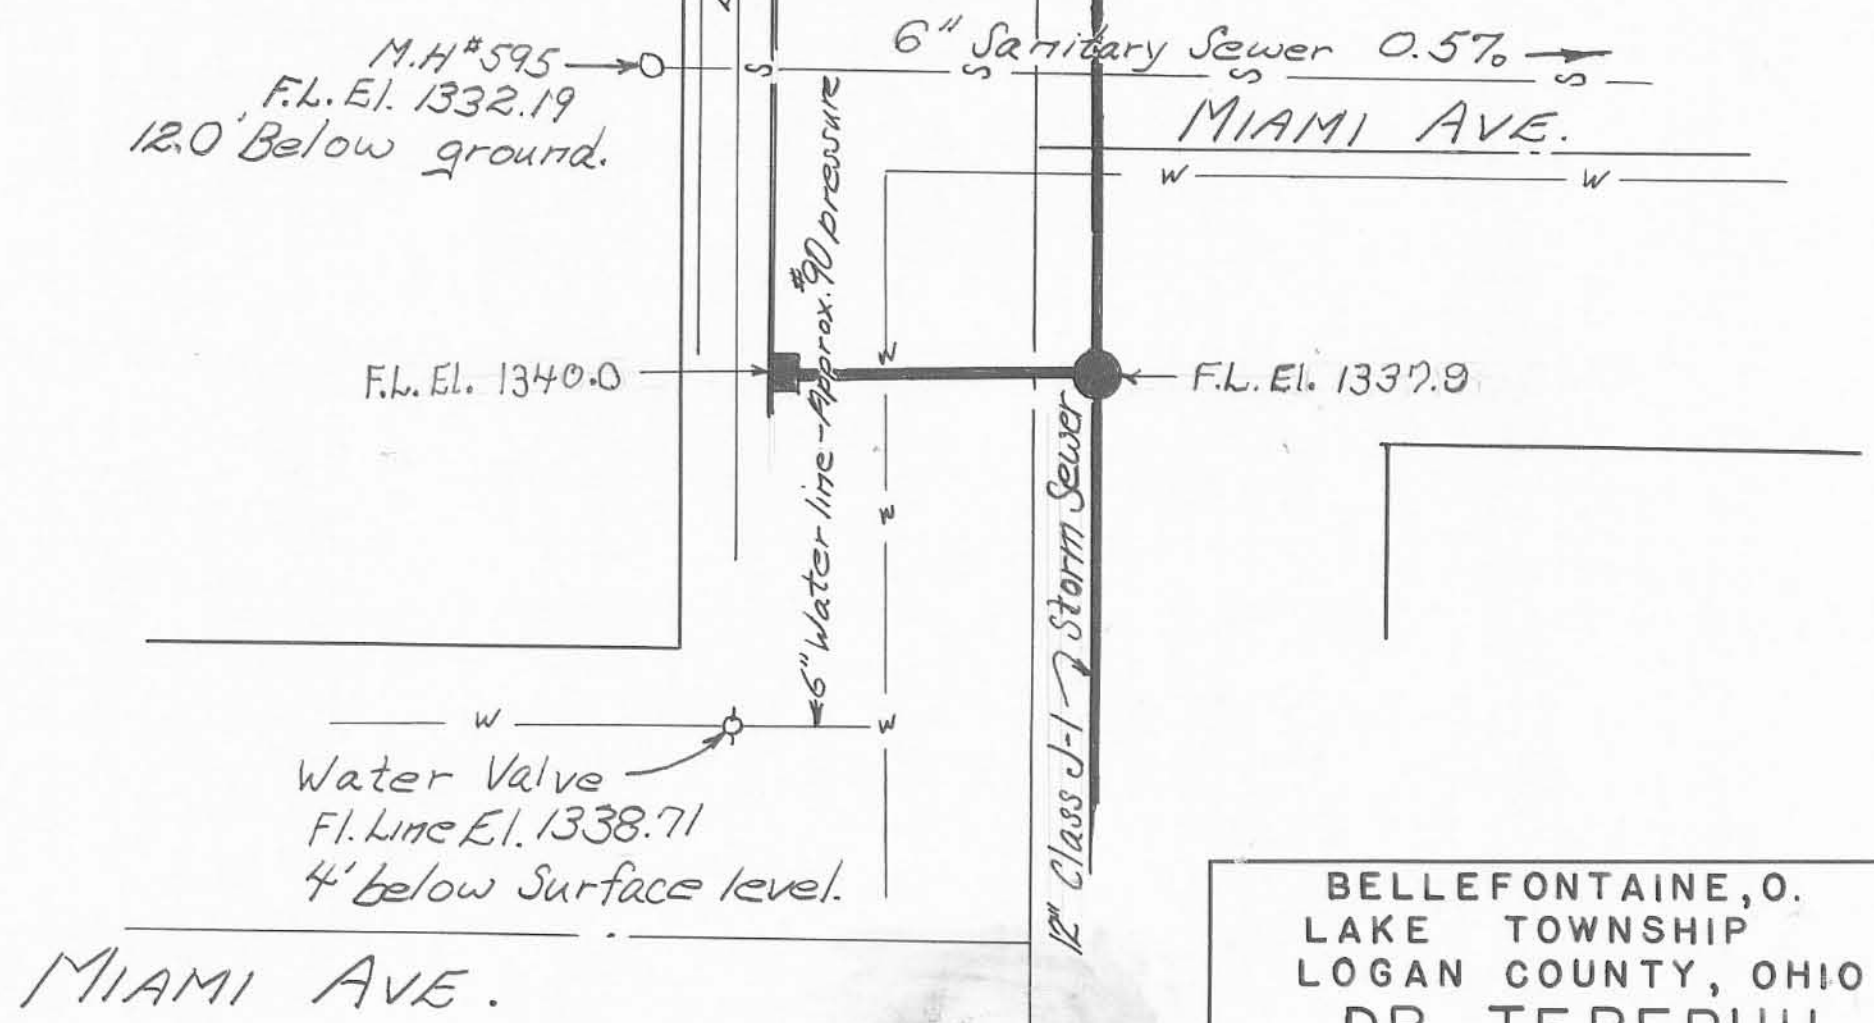 6" Sanitary Sewer 0.5%
M.H #595
F.L. El. 1332.19
12.0' Below ground.
MIAMI AVE.
S
S
S
S
W
W
6" Water line - Approx. #90 pressure
W
F.L. El. 1340.0
F.L. El. 1337.9
W
12" Class J-1 Storm Sewer
W
W
Water Valve
Fl. Line El. 1338.71
4' below Surface level.
MIAMI AVE.
BELLEFONTAINE, O.
LAKE TOWNSHIP
LOGAN COUNTY, OHIO
DR.